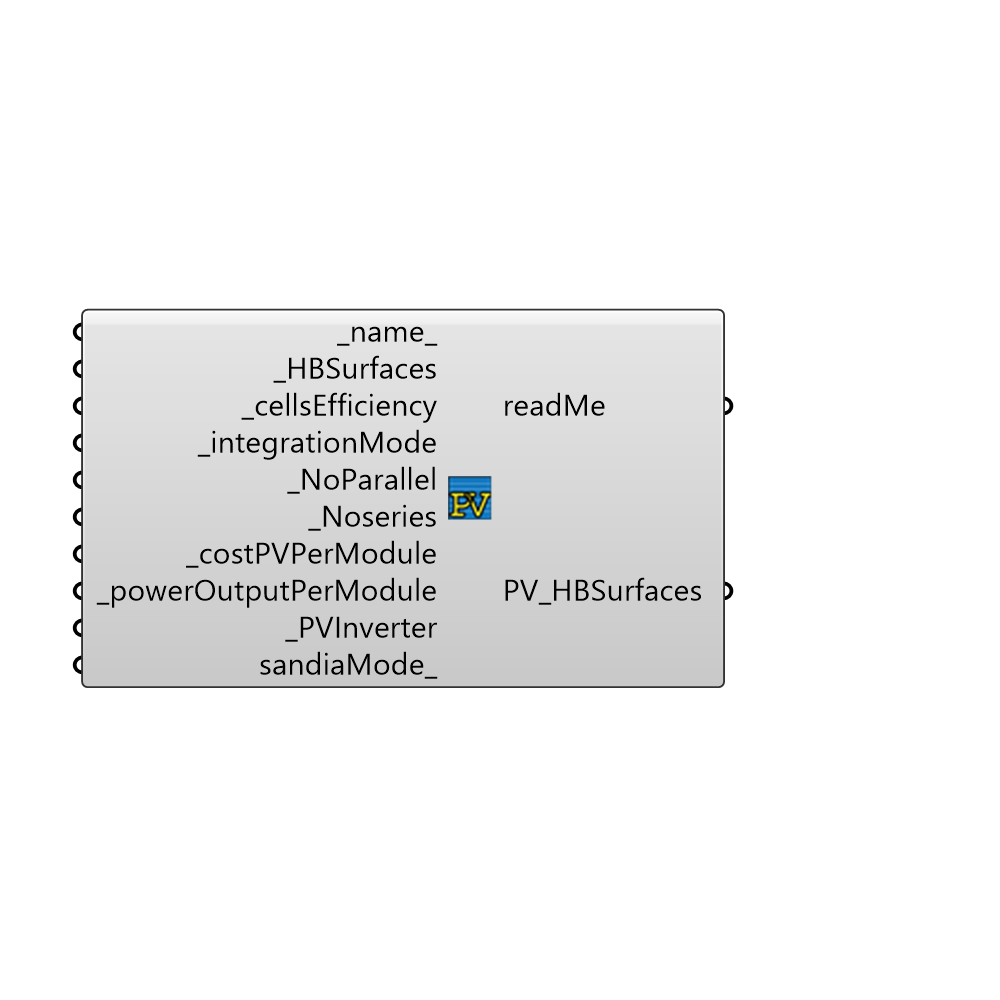 _name_
_HBSurfaces
_cellsEfficiency
_integrationMode
_NoParallel
_Noseries
_costPVPerModule
_powerOutputPerModule
_PVInverter
sandiaMode_
PV
readMe
PV_HBSurfaces